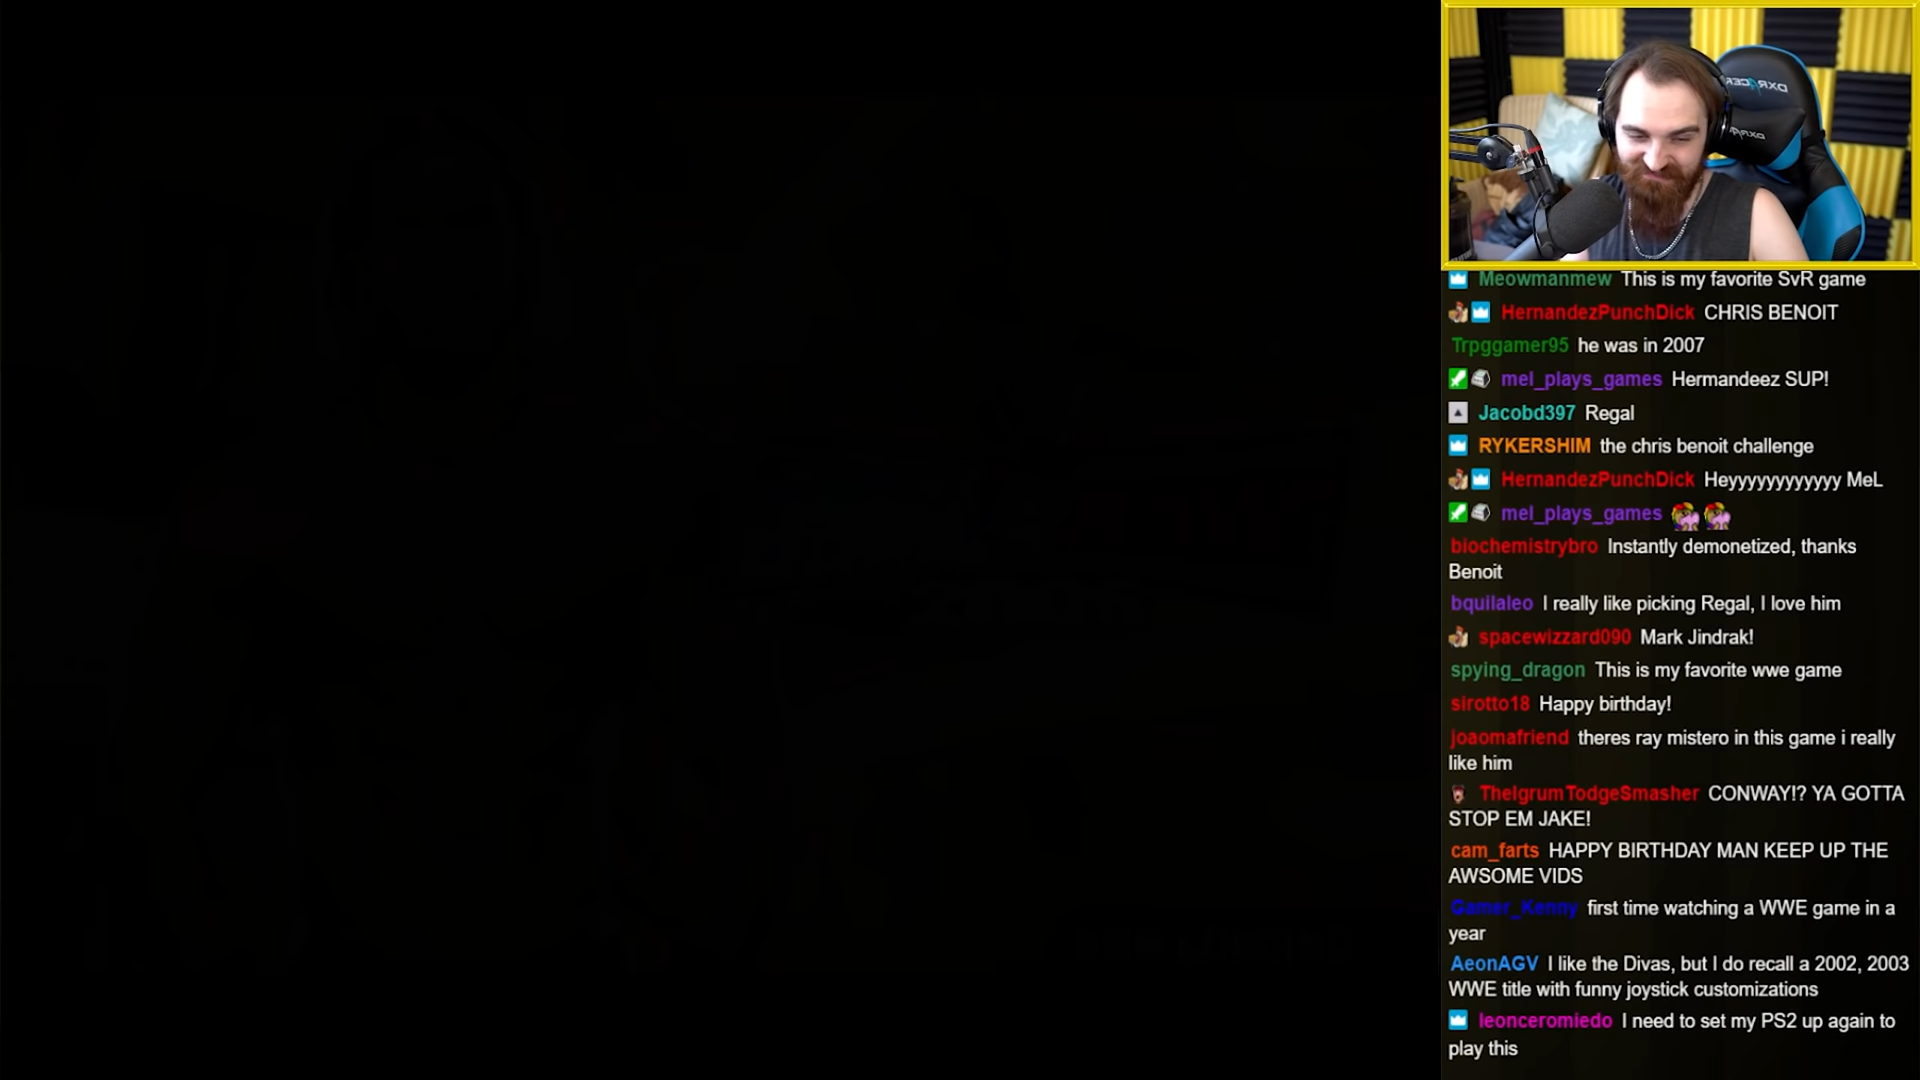 DXRACER
DXRA
Meowmanmew This is my favorite SvR game
HernandezPunchDick CHRIS BENOIT
Trpggamer95 he was in 2007
mel_plays_games Hermandeez SUP!
Jacobd397 Regal
RYKERSHIM the chris benoit challenge
HernandezPunchDick Heyyyyyyyyyyyy MeL
mel_plays_games
biochemistrybro Instantly demonetized, thanks
Benoit
bquilaleo I really like picking Regal, I love him
spacewizzard090 Mark Jindrak!
spying_dragon This is my favorite wwe game
sirotto18 Happy birthday!
joaomafriend theres ray mistero in this game i really
like him
ThelgrumTodgeSmasher CONWAY!? YA GOTTA
STOP EM JAKE!
cam_farts HAPPY BIRTHDAY MAN KEEP UP THE
AWSOME VIDS
Gamer_Kenny first time watching a WWE game in a
year
AeonAGV I like the Divas, but I do recall a 2002, 2003
WWE title with funny joystick customizations
leonceromiedo I need to set my PS2 up again to
play this